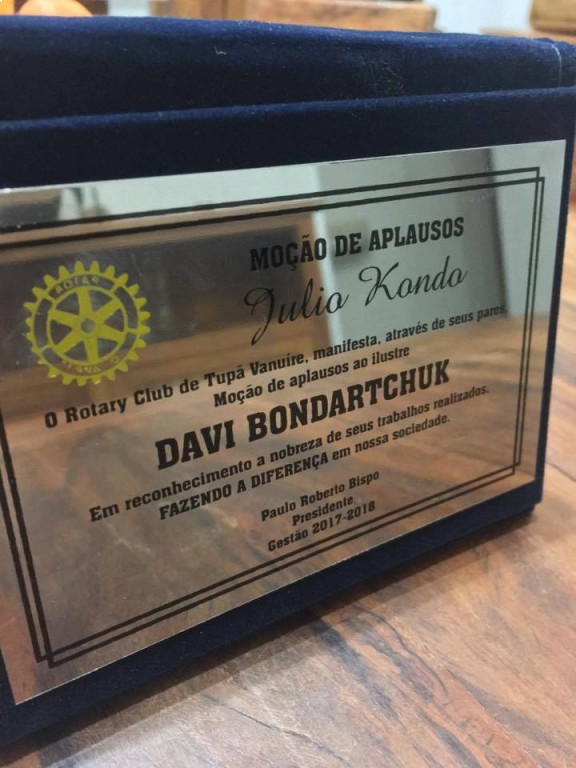 MOÇÃO DE APLAUSOS
Julio Kondo
O Rotary Club de Tupã Vanuíre, manifesta, através de seus pares,
Moção de aplausos ao ilustre
DAVI BONDARTCHUK
Em reconhecimento a nobreza de seus trabalhos realizados.
FAZENDO A DIFERENÇA em nossa sociedade.
Paulo Roberto Bispo
Presidente
Gestão 2017-2018